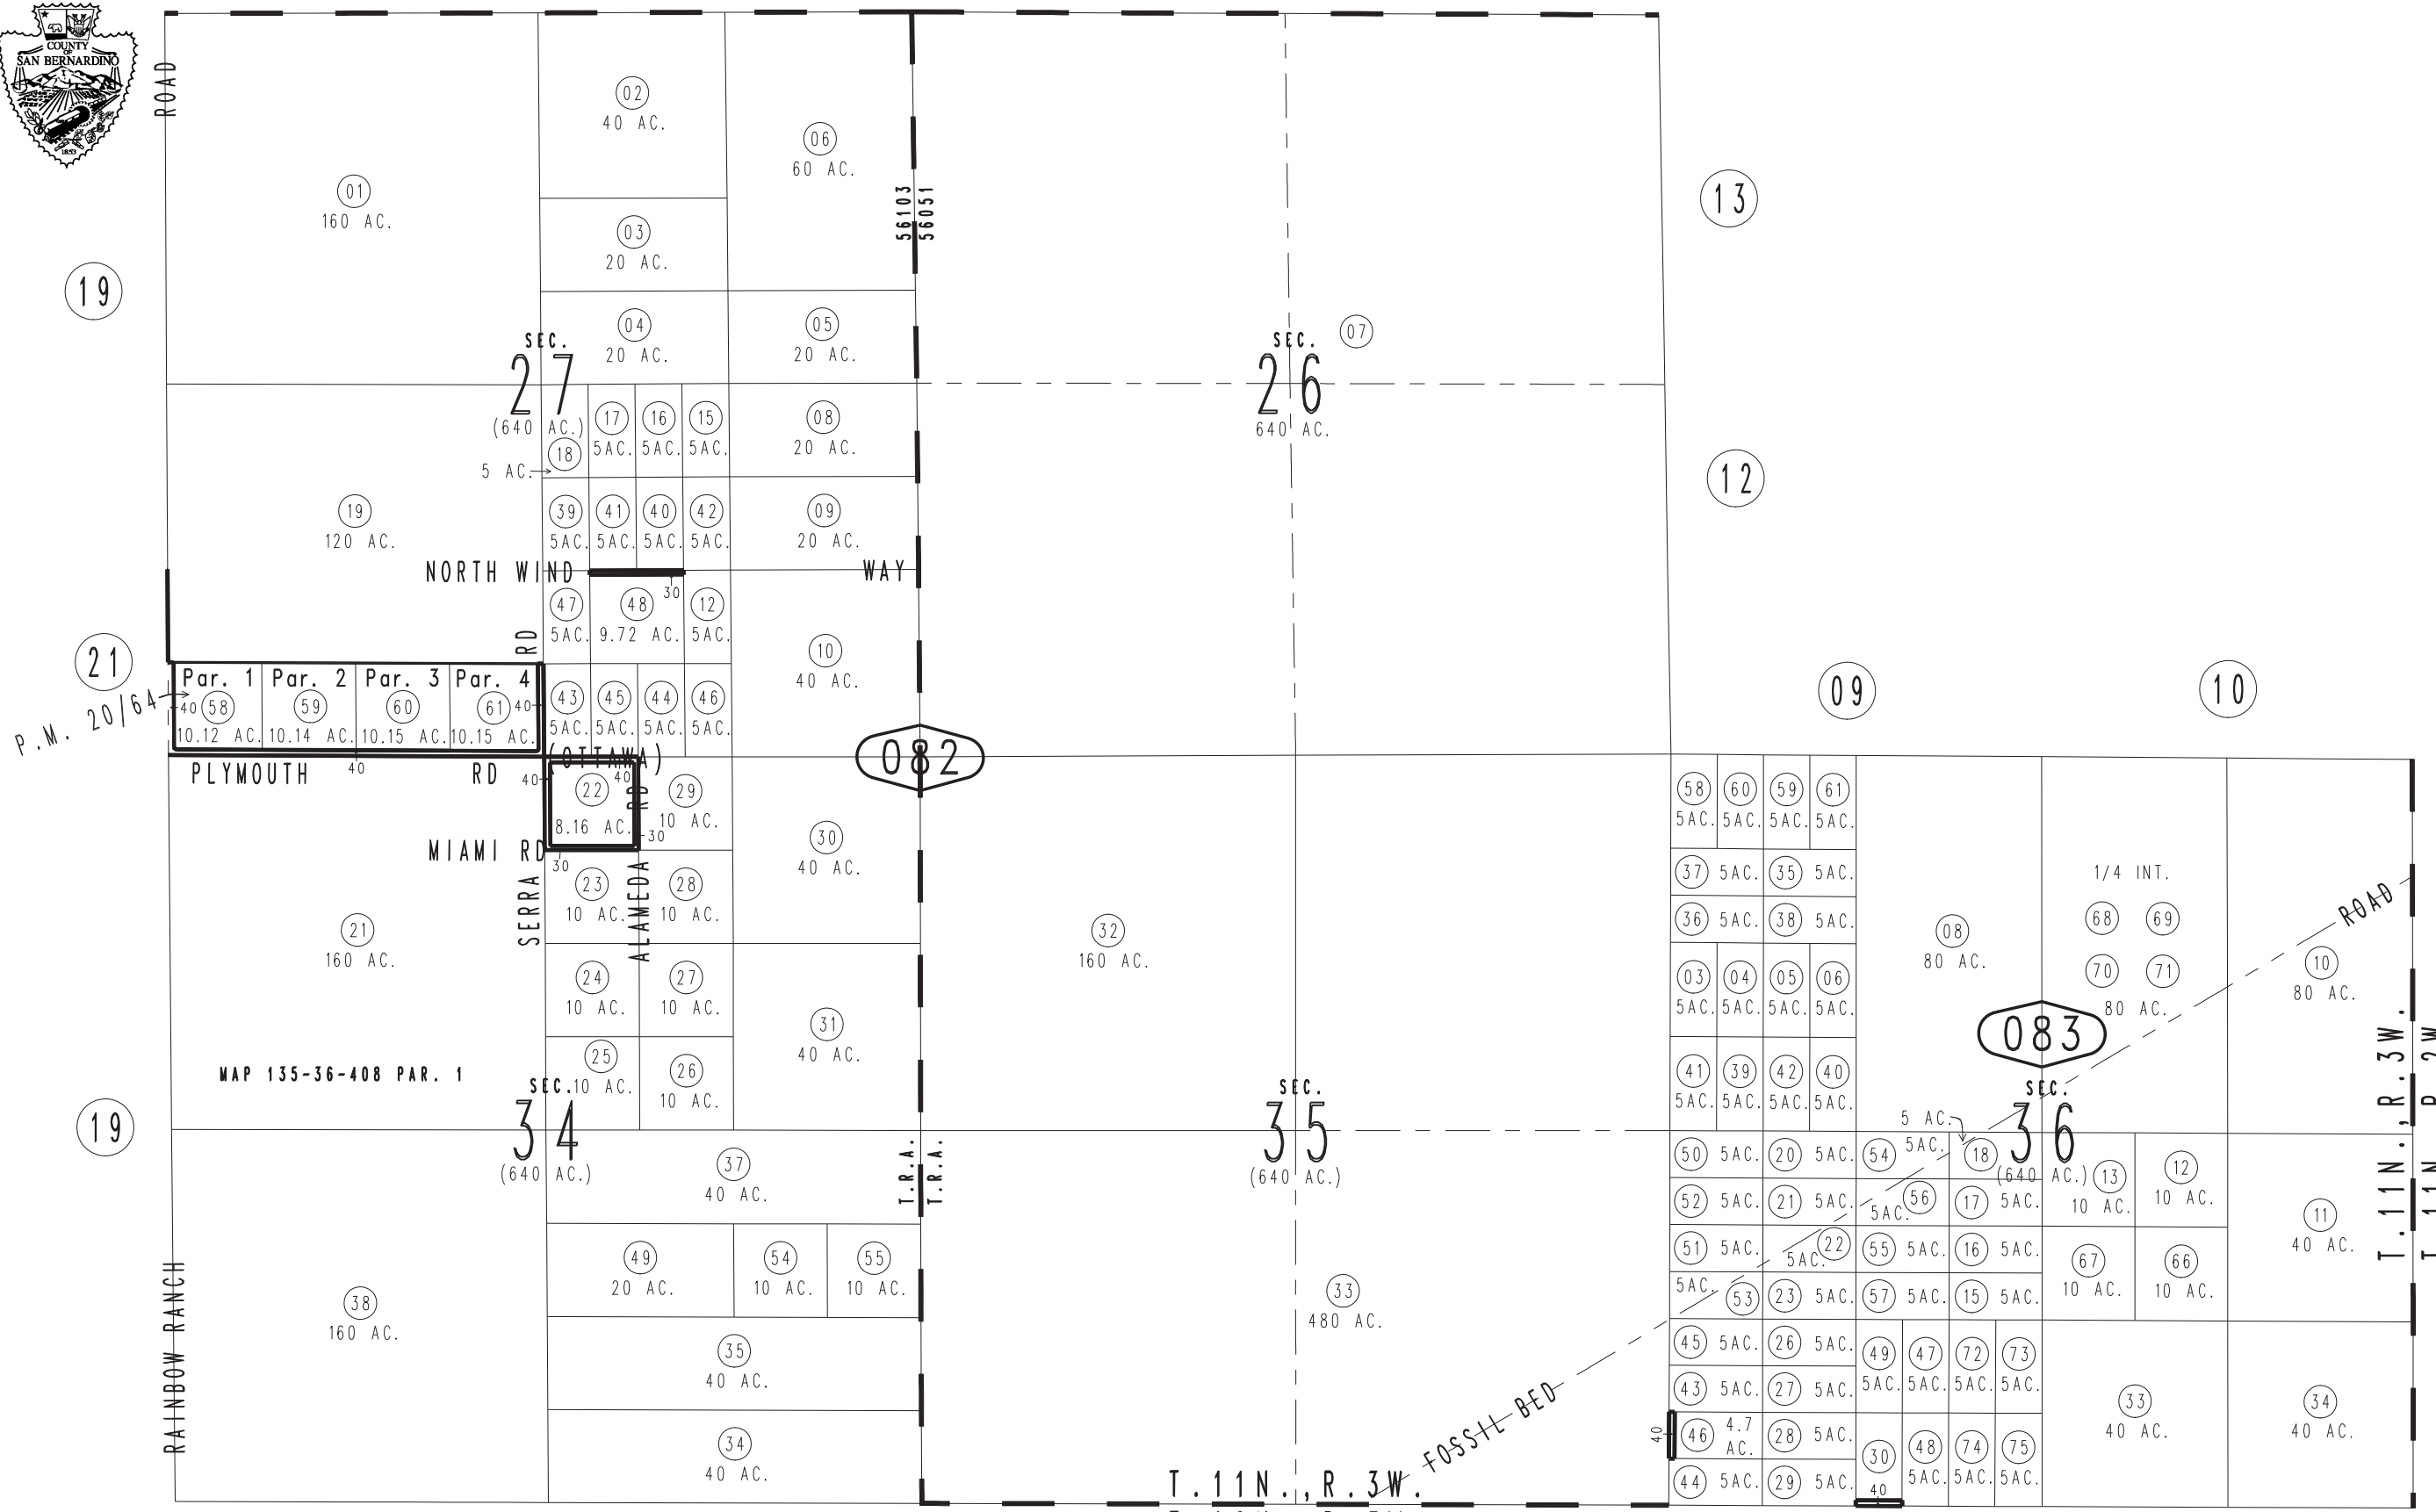 COUNTY
OF
SAN BERNARDINO
1853
ROAD
19
21
19
13
12
09
10
01
160 AC.
02
40 AC.
03
20 AC.
04
20 AC.
06
60 AC.
05
20 AC.
56103
56051
SEC.
27
(640 AC.)
17
5AC.
16
5AC.
15
5AC.
18
5 AC.
08
20 AC.
19
120 AC.
39
5AC.
41
5AC.
40
5AC.
42
5AC.
09
20 AC.
NORTH WIND WAY
30
47
5AC.
48
9.72 AC.
12
5AC.
10
40 AC.
RD
P.M. 20/64
Par. 1
Par. 2
Par. 3
Par. 4
40
58
59
60
61
40
10.12 AC.
10.14 AC.
10.15 AC.
10.15 AC.
43
5AC.
45
5AC.
44
5AC.
46
5AC.
PLYMOUTH RD (OTTAWA)
40
40
40
22
8.16 AC.
RD
30
29
10 AC.
MIAMI RD
30
SERRA
ALAMEDA
23
10 AC.
28
10 AC.
30
40 AC.
21
160 AC.
24
10 AC.
27
10 AC.
31
40 AC.
25
10 AC.
26
10 AC.
MAP 135-36-408 PAR. 1
SEC.
34
(640 AC.)
37
40 AC.
T.R.A.
T.R.A.
49
20 AC.
54
10 AC.
55
10 AC.
38
160 AC.
35
40 AC.
34
40 AC.
RAINBOW RANCH
082
SEC.
26
640 AC.
07
32
160 AC.
SEC.
35
(640 AC.)
33
480 AC.
FOSSIL BED
ROAD
T.11N.,R.3W.
58
5AC.
60
5AC.
59
5AC.
61
5AC.
37 5AC.
35 5AC.
36 5AC.
38 5AC.
03
5AC.
04
5AC.
05
5AC.
06
5AC.
41
5AC.
39
5AC.
42
5AC.
40
5AC.
08
80 AC.
1/4 INT.
68 69
70 71
80 AC.
10
80 AC.
083
SEC.
36
(640 AC.)
5 AC.
50 5AC.
20 5AC.
54 5AC.
18
52 5AC.
21 5AC.
56
5AC.
17 5AC.
51 5AC.
22
5AC.
55 5AC.
16 5AC.
53
5AC.
23 5AC.
57 5AC.
15 5AC.
13
10 AC.
12
10 AC.
67
10 AC.
66
10 AC.
11
40 AC.
45 5AC.
26 5AC.
43 5AC.
27 5AC.
40
46 4.7
AC.
28 5AC.
44 5AC.
29 5AC.
49
5AC.
47
5AC.
72
5AC.
73
5AC.
30
40
48
5AC.
74
5AC.
75
5AC.
33
40 AC.
34
40 AC.
T.11N.,R.3W.